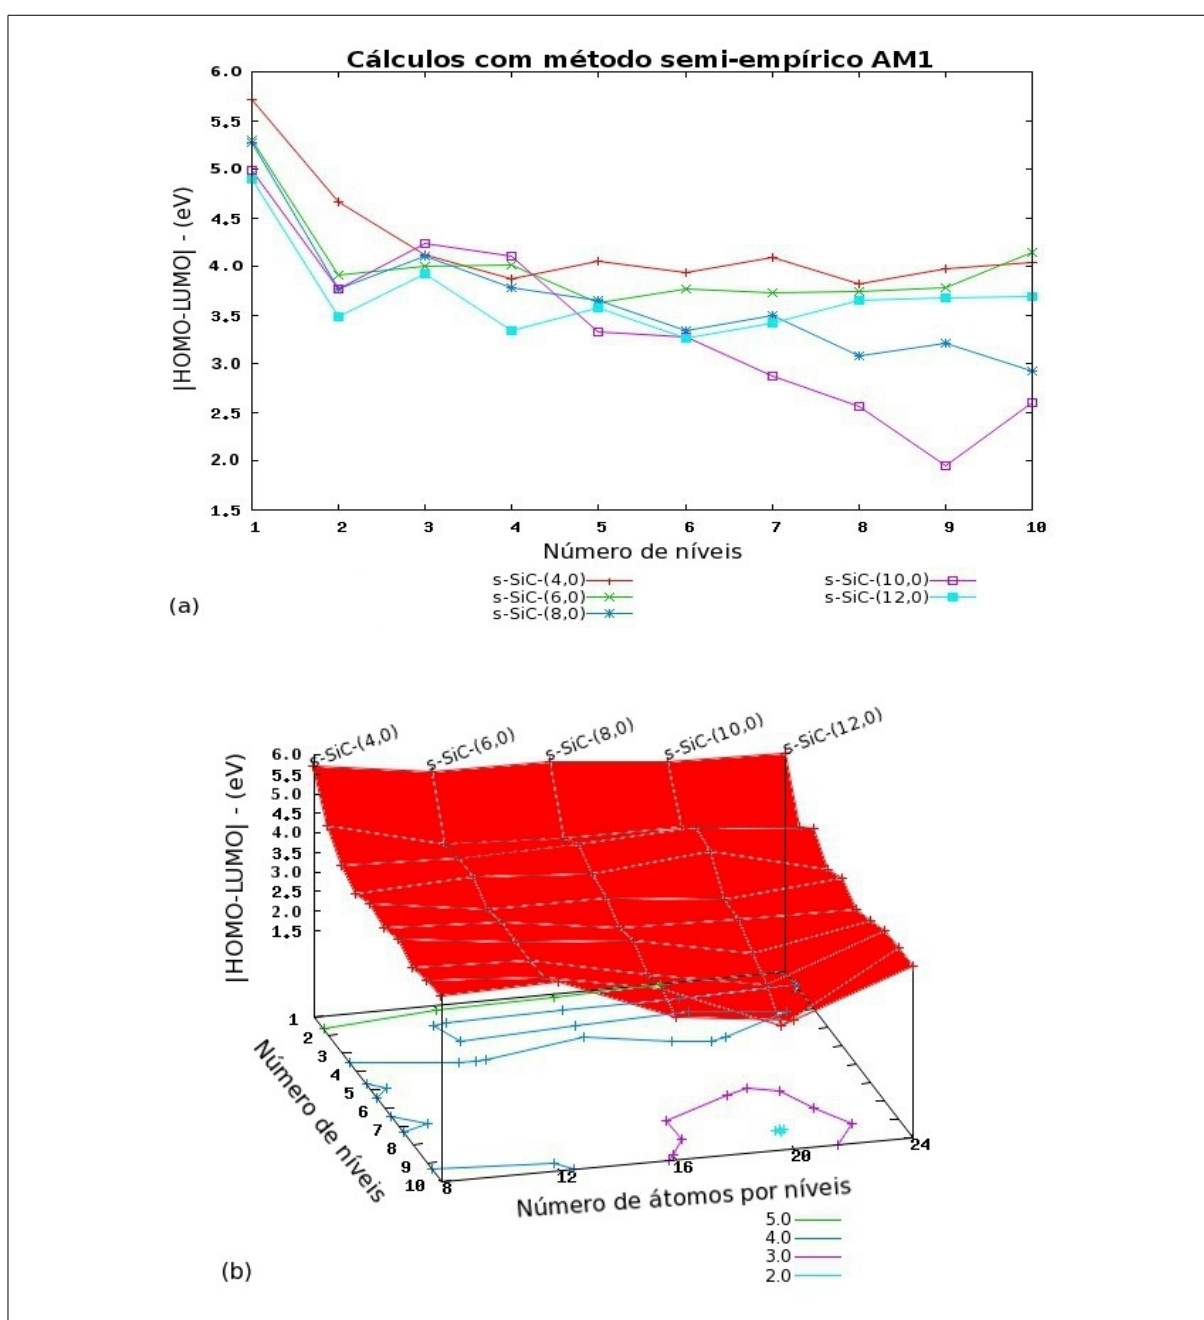 Cálculos com método semi-empírico AM1
6.0
5.5
5.0
4.5
4.0
3.5
3.0
2.5
2.0
1.5
|HOMO-LUMO| - (eV)
1 2 3 4 5 6 7 8 9 10
Número de níveis
s-SiC-(4,0) s-SiC-(10,0)
s-SiC-(6,0) s-SiC-(12,0)
s-SiC-(8,0)
(a)
s-SiC-(4,0) s-SiC-(6,0) s-SiC-(8,0) s-SiC-(10,0) s-SiC-(12,0)
6.0
5.5
5.0
4.5
4.0
3.5
3.0
2.5
2.0
1.5
|HOMO-LUMO| - (eV)
1
2
3
4
5
6
7
8
9
10
Número de níveis
8 12 16 20 24
Número de átomos por níveis
5.0
4.0
3.0
2.0
(b)